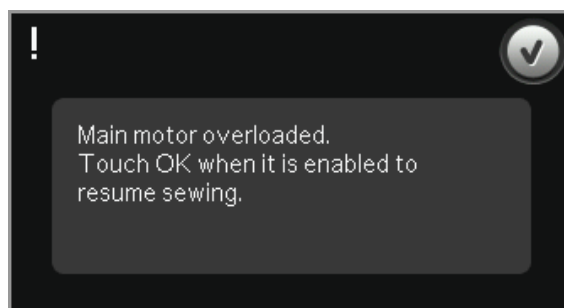 !
Main motor overloaded.
Touch OK when it is enabled to
resume sewing.